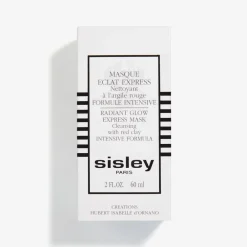 MASQUE
ECLAT EXPRESS
Nettoyant
à l'argile rouge
FORMULE INTENSIVE
RADIANT GLOW
EXPRESS MASK
Cleansing
with red clay
INTENSIVE FORMULA
sisley
PARIS
2 FL.OZ. 60 ml
CREATIONS
HUBERT ISABELLE d'ORNANO